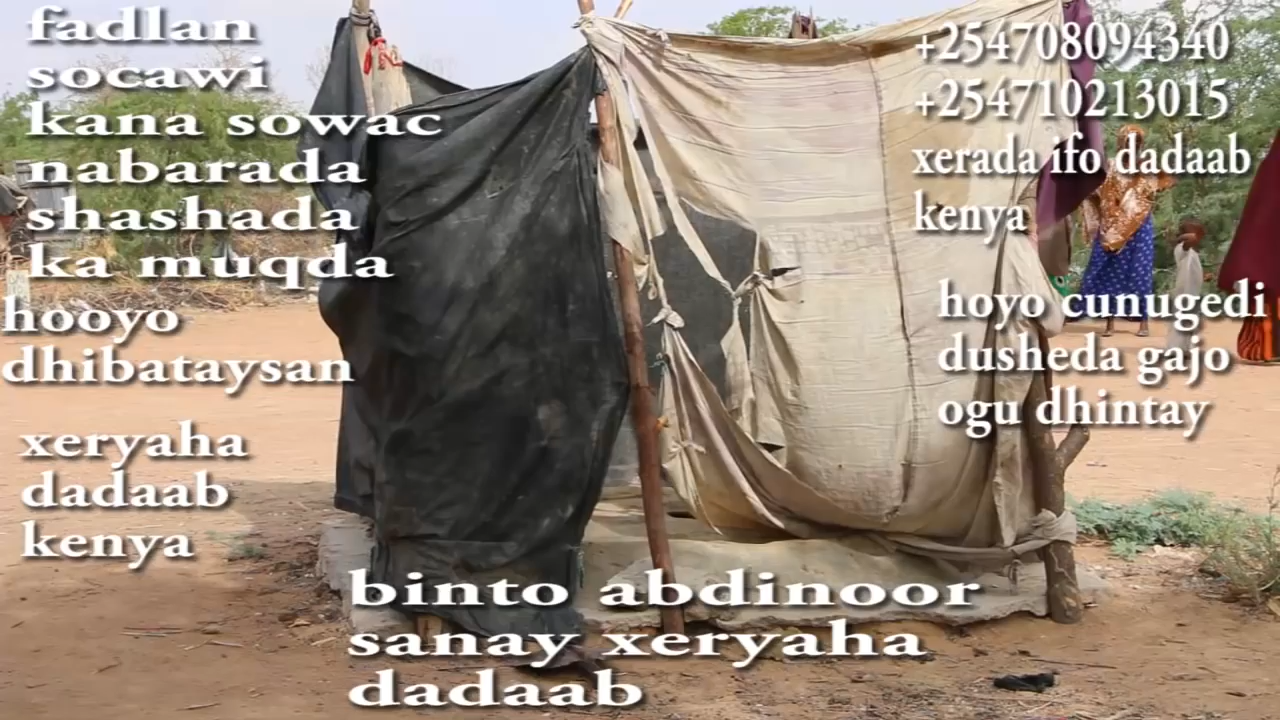 fadlan
socawi
kana sowac
nabarada
shashada
ka muqda
hooyo
dhibataysan
xeryaha
dadaab
kenya
+254708094340
+254710213015
xerada ifo dadaab
kenya
hoyo cunugedi
dusheda gajo
ogu dhintay
binto abdinoor
sanay xeryaha
dadaab